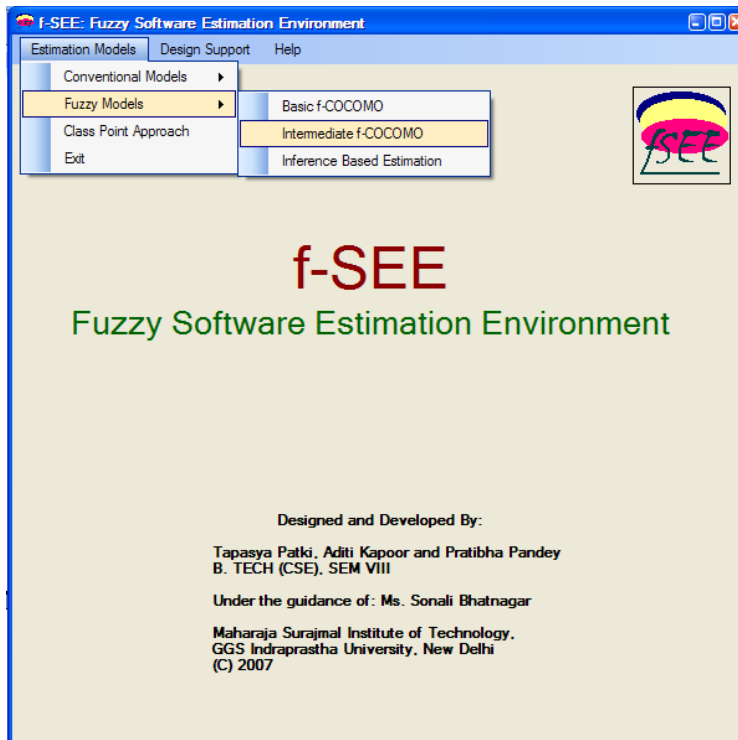 f-SEE: Fuzzy Software Estimation Environment
Estimation Models Design Support Help
Conventional Models
Fuzzy Models
Class Point Approach
Exit
Basic f-COCOMO
Intermediate f-COCOMO
Inference Based Estimation
fSEE
f-SEE
Fuzzy Software Estimation Environment
Designed and Developed By:
Tapasya Patki, Aditi Kapoor and Pratibha Pandey
B. TECH (CSE), SEM VIII
Under the guidance of: Ms. Sonali Bhatnagar
Maharaja Surajmal Institute of Technology,
GGS Indraprastha University, New Delhi
(C) 2007